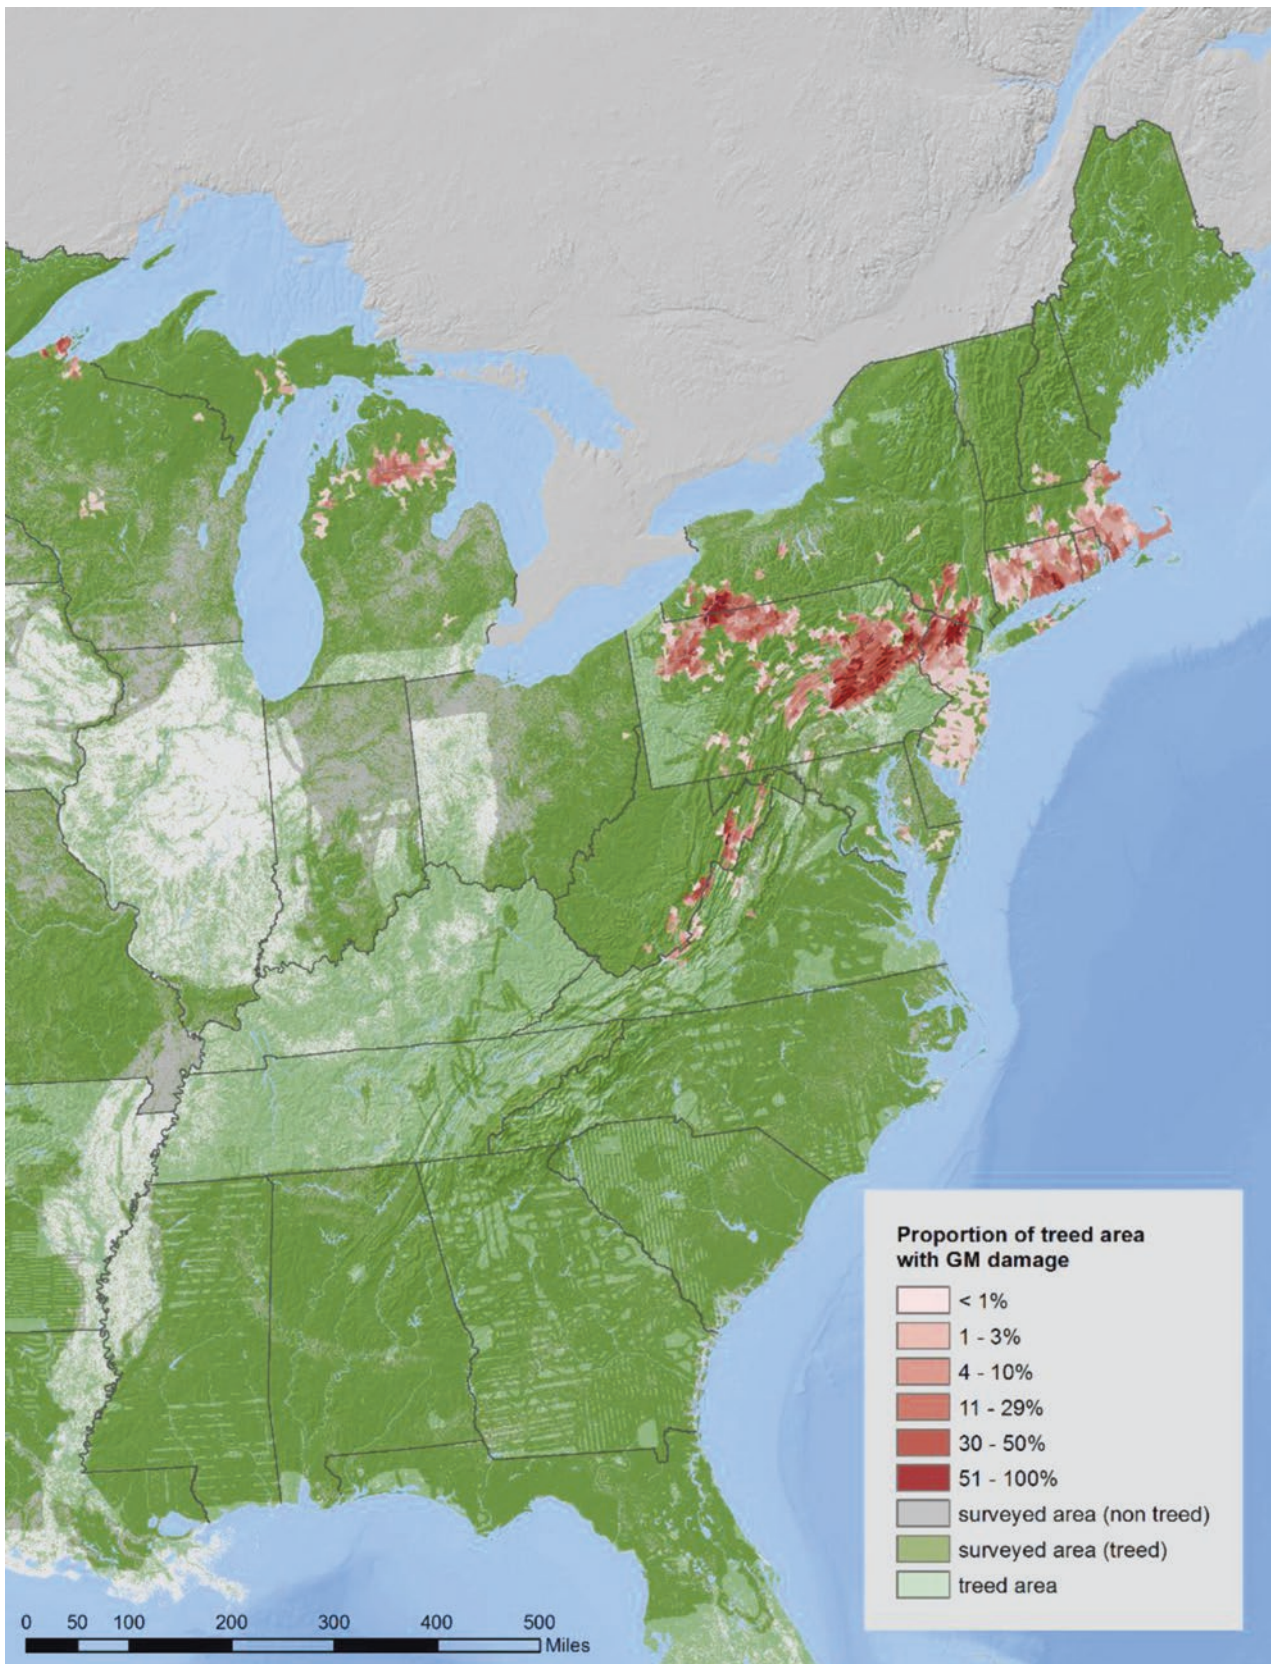 Proportion of treed area
with GM damage
< 1%
1 - 3%
4 - 10%
11 - 29%
30 - 50%
51 - 100%
surveyed area (non treed)
surveyed area (treed)
treed area
0 50 100 200 300 400 500
Miles